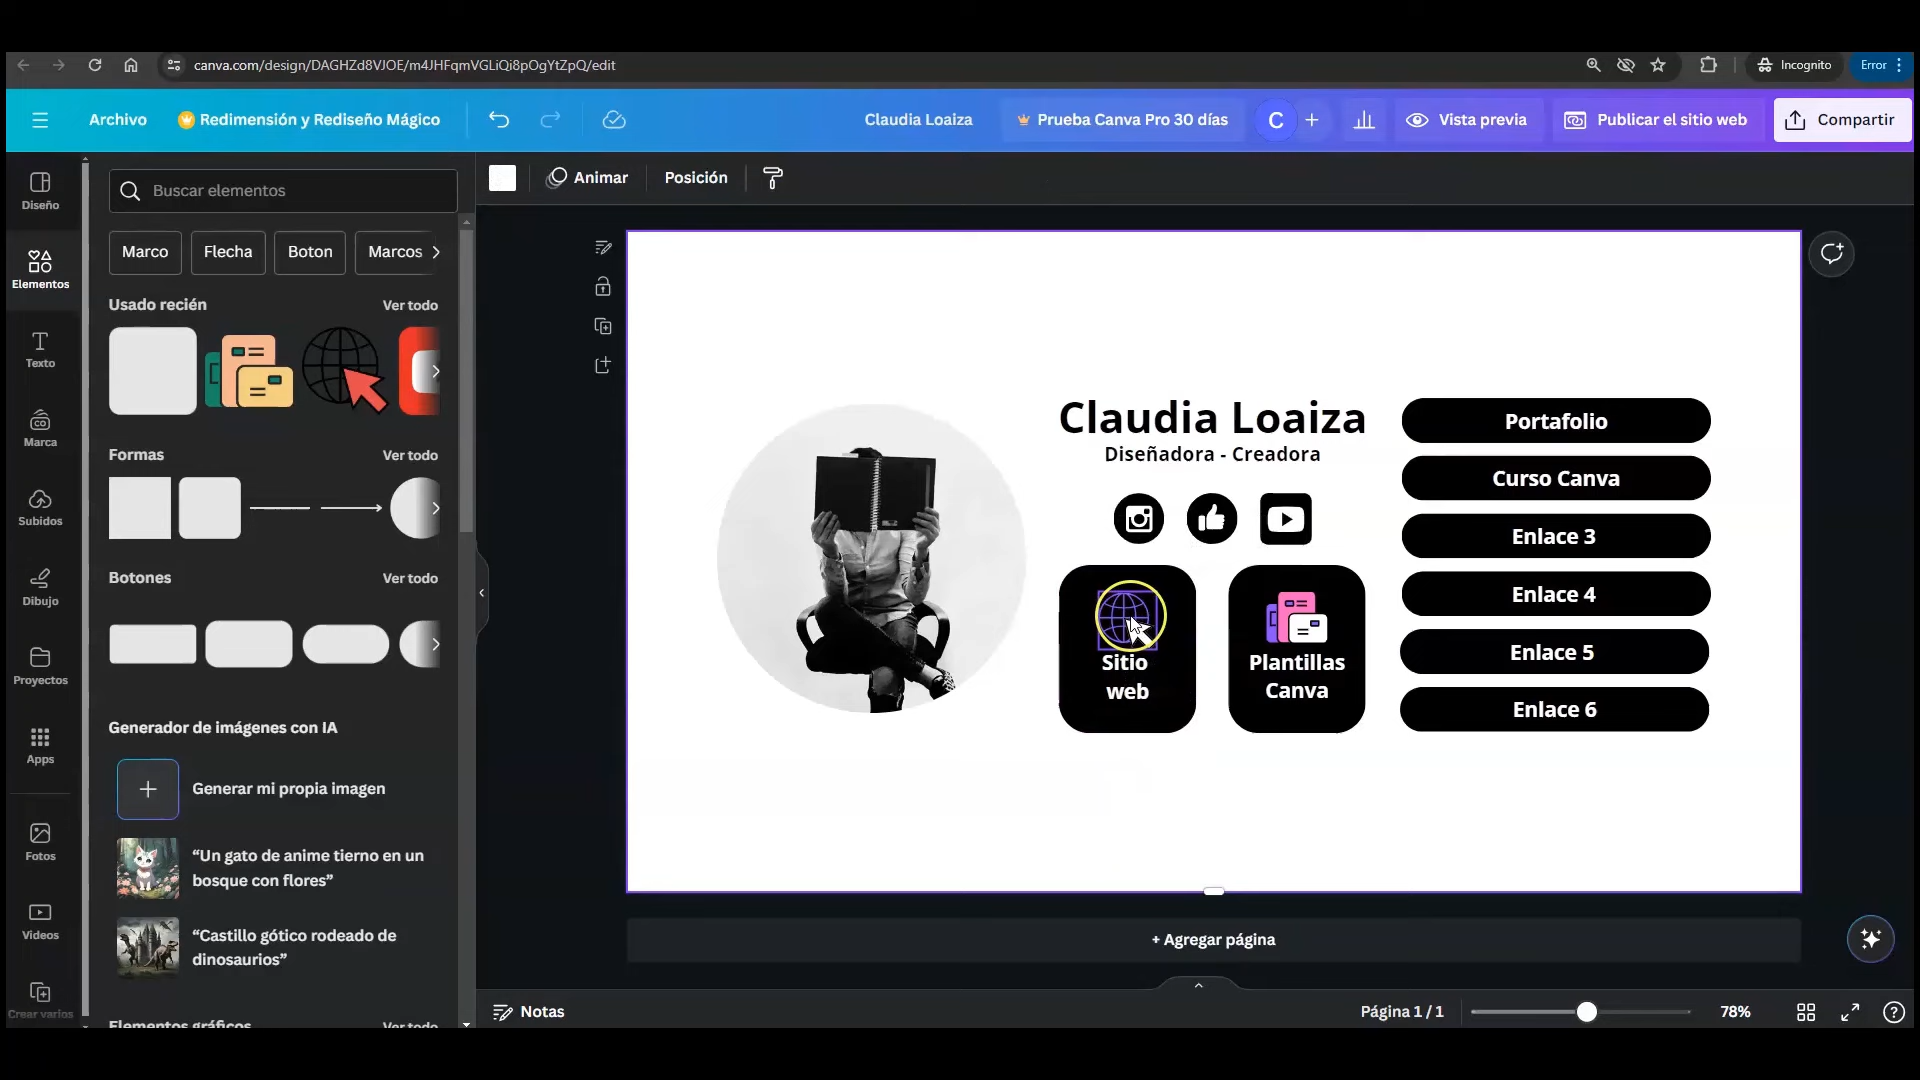 canva.com/design/DAGHZd8VJOE/m4JHFqmVGLiQi8pOgYtZpQ/edit
Incognito
Error
Archivo
Redimensión y Rediseño Mágico
Claudia Loaiza
Prueba Canva Pro 30 días
C
Vista previa
Publicar el sitio web
Compartir
Diseño
Elementos
Texto
Marca
Subidos
Dibujo
Proyectos
Apps
Fotos
Videos
Crear varios
Buscar elementos
Marco
Flecha
Boton
Marcos
Usado recién
Ver todo
Formas
Ver todo
Botones
Ver todo
Generador de imágenes con IA
Generar mi propia imagen
“Un gato de anime tierno en un
bosque con flores”
“Castillo gótico rodeado de
dinosaurios”
Elementos gráficos
Ver todo
Animar
Posición
Claudia Loaiza
Diseñadora - Creadora
Sitio
web
Plantillas
Canva
Portafolio
Curso Canva
Enlace 3
Enlace 4
Enlace 5
Enlace 6
+ Agregar página
Notas
Página 1 / 1
78%